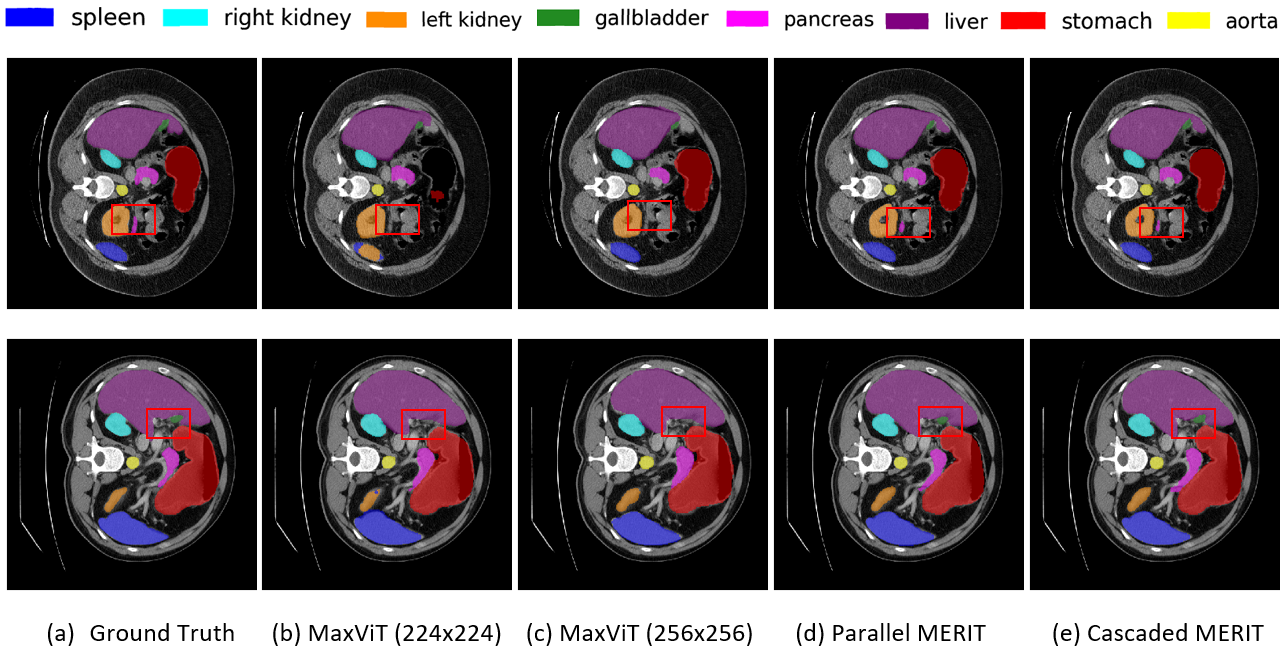 spleen right kidney left kidney gallbladder pancreas liver stomach aorta
(a) Ground Truth (b) MaxViT (224x224) (c) MaxViT (256x256) (d) Parallel MERIT (e) Cascaded MERIT